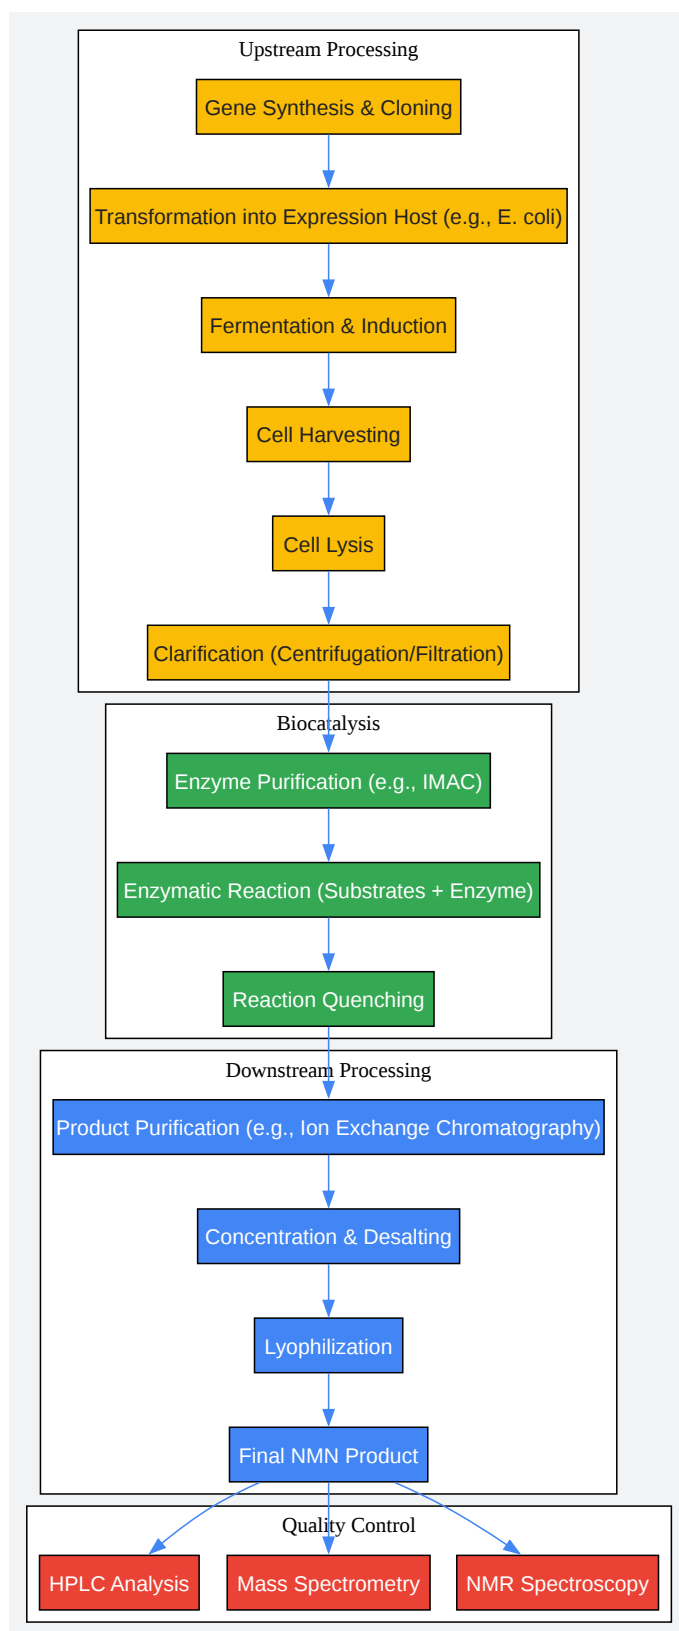 Upstream Processing
Gene Synthesis & Cloning
Transformation into Expression Host (e.g., E. coli)
Fermentation & Induction
Cell Harvesting
Cell Lysis
Clarification (Centrifugation/Filtration)
Biocatalysis
Enzyme Purification (e.g., IMAC)
Enzymatic Reaction (Substrates + Enzyme)
Reaction Quenching
Downstream Processing
Product Purification (e.g., Ion Exchange Chromatography)
Concentration & Desalting
Lyophilization
Final NMN Product
Quality Control
HPLC Analysis
Mass Spectrometry
NMR Spectroscopy